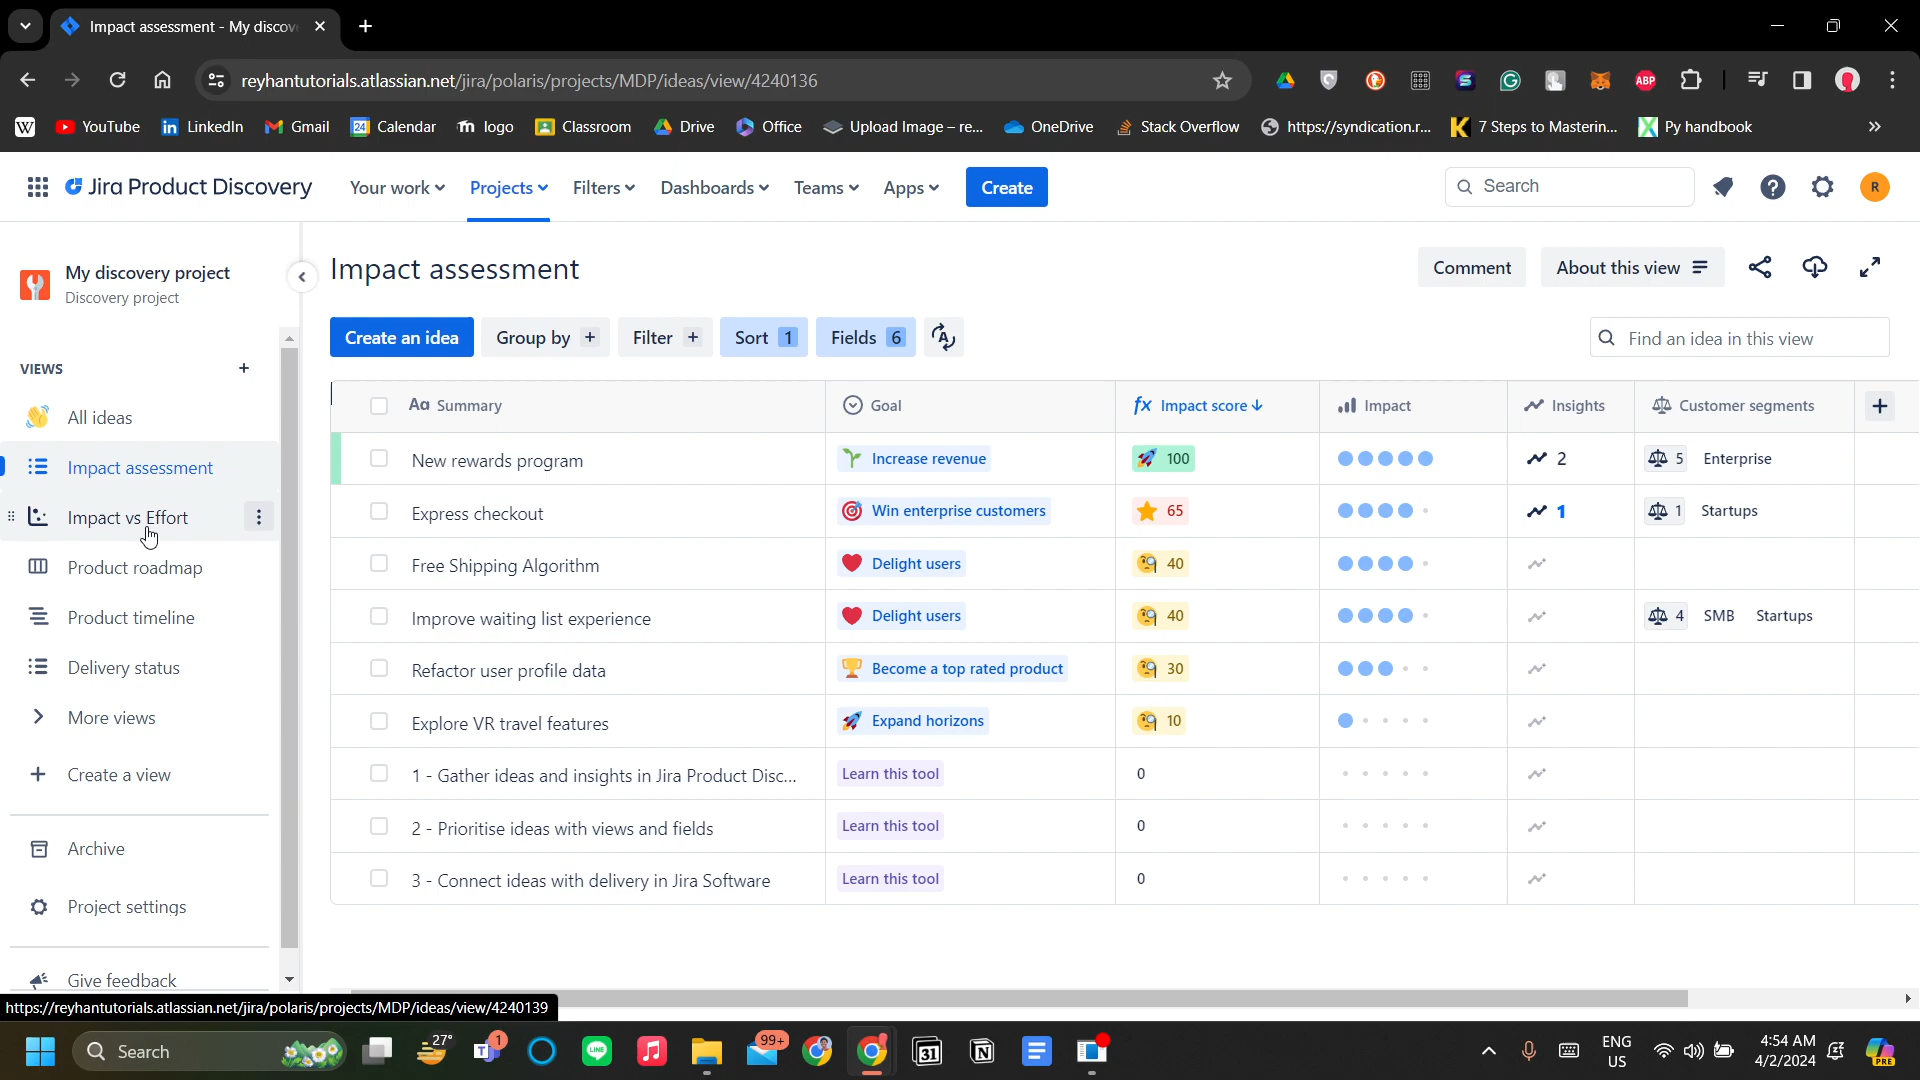 Impact assessment - My discov
reyhantutorials.atlassian.net/jira/polaris/projects/MDP/ideas/view/4240136
YouTube LinkedIn Gmail Calendar logo Classroom Drive Office Upload Image – re... OneDrive Stack Overflow https://syndication.r... 7 Steps to Masterin... Py handbook
Jira Product Discovery Your work Projects Filters Dashboards Teams Apps Create Search R
My discovery project
Discovery project
Impact assessment
Comment About this view
Create an idea Group by Filter Sort 1 Fields 6 Find an idea in this view
VIEWS
All ideas
Impact assessment
Impact vs Effort
Product roadmap
Product timeline
Delivery status
More views
Create a view
Archive
Project settings
Give feedback
Aa Summary Goal fx Impact score Impact Insights Customer segments
New rewards program Increase revenue 100 2 5 Enterprise
Express checkout Win enterprise customers 65 1 1 Startups
Free Shipping Algorithm Delight users 40
Improve waiting list experience Delight users 40 4 SMB Startups
Refactor user profile data Become a top rated product 30
Explore VR travel features Expand horizons 10
1 - Gather ideas and insights in Jira Product Disc... Learn this tool 0
2 - Prioritise ideas with views and fields Learn this tool 0
3 - Connect ideas with delivery in Jira Software Learn this tool 0
https://reyhantutorials.atlassian.net/jira/polaris/projects/MDP/ideas/view/4240139
Search 27° 1 99+ 31 ENG
US
4:54 AM
4/2/2024